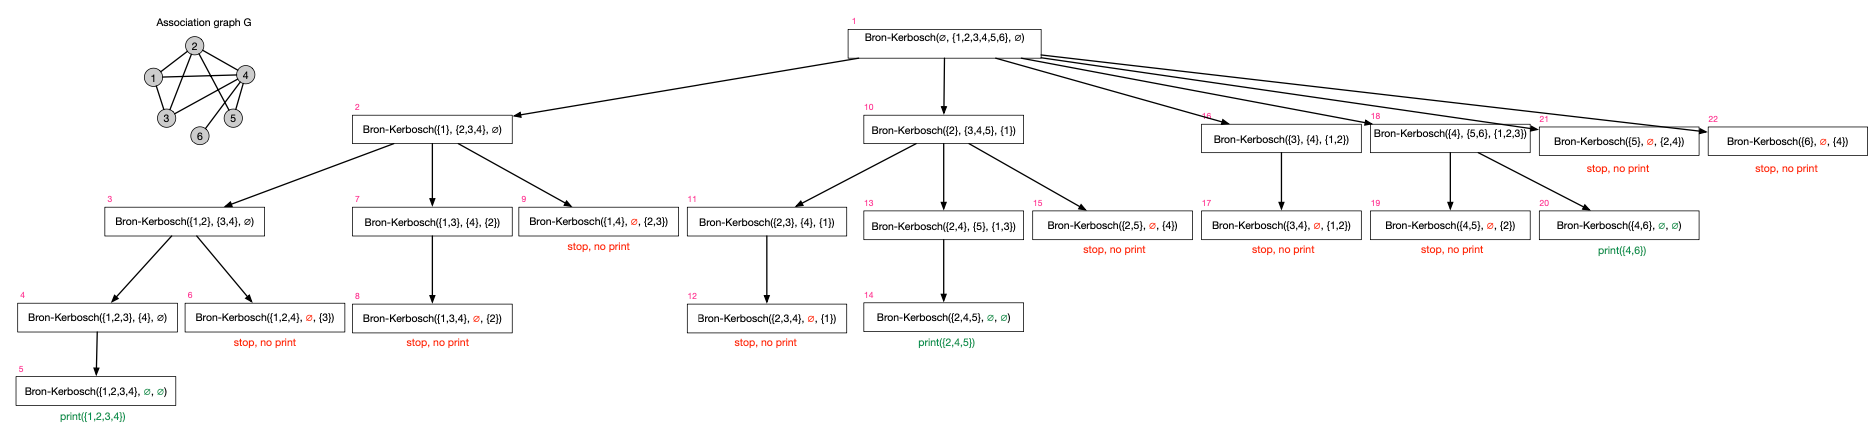 Association graph G
2
1
4
3
5
6
1
Bron-Kerbosch(∅, {1,2,3,4,5,6}, ∅)
2
Bron-Kerbosch({1}, {2,3,4}, ∅)
10
Bron-Kerbosch({2}, {3,4,5}, {1})
16
Bron-Kerbosch({3}, {4}, {1,2})
18
Bron-Kerbosch({4}, {5,6}, {1,2,3})
21
Bron-Kerbosch({5}, ∅, {2,4})
stop, no print
22
Bron-Kerbosch({6}, ∅, {4})
stop, no print
3
Bron-Kerbosch({1,2}, {3,4}, ∅)
7
Bron-Kerbosch({1,3}, {4}, {2})
9
Bron-Kerbosch({1,4}, ∅, {2,3})
stop, no print
11
Bron-Kerbosch({2,3}, {4}, {1})
13
Bron-Kerbosch({2,4}, {5}, {1,3})
15
Bron-Kerbosch({2,5}, ∅, {4})
stop, no print
17
Bron-Kerbosch({3,4}, ∅, {1,2})
stop, no print
19
Bron-Kerbosch({4,5}, ∅, {2})
stop, no print
20
Bron-Kerbosch({4,6}, ∅, ∅)
print({4,6})
4
Bron-Kerbosch({1,2,3}, {4}, ∅)
6
Bron-Kerbosch({1,2,4}, ∅, {3})
stop, no print
8
Bron-Kerbosch({1,3,4}, ∅, {2})
stop, no print
12
Bron-Kerbosch({2,3,4}, ∅, {1})
stop, no print
14
Bron-Kerbosch({2,4,5}, ∅, ∅)
print({2,4,5})
5
Bron-Kerbosch({1,2,3,4}, ∅, ∅)
print({1,2,3,4})